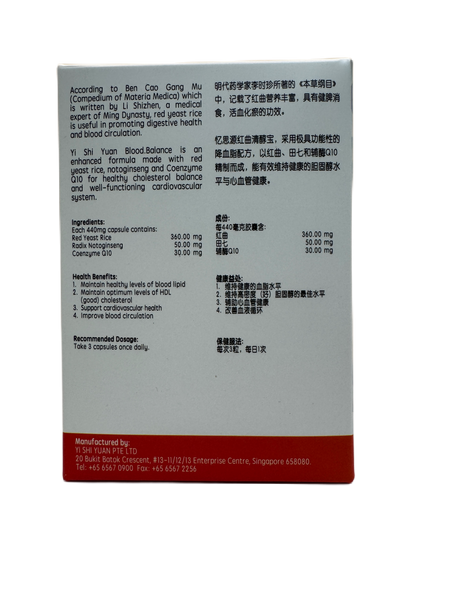 According to Ben Cao Gang Mu
(Compedium of Materia Medica) which
is written by Li Shizhen, a medical
expert of Ming Dynasty, red yeast rice
is useful in promoting digestive health
and blood circulation.
Yi Shi Yuan Blood.Balance is an
enhanced formula made with red
yeast rice, notoginseng and Coenzyme
Q10 for healthy cholesterol balance
and well-functioning cardiovascular
system.
Ingredients:
Each 440mg capsule contains:
Red Yeast Rice 360.00 mg
Radix Notoginseng 50.00 mg
Coenzyme Q10 30.00 mg
Health Benefits:
1. Maintain healthy levels of blood lipid
2. Maintain optimum levels of HDL
(good) cholesterol
3. Support cardiovascular health
4. Improve blood circulation
Recommended Dosage:
Take 3 capsules once daily.
明代药学家李时珍所著的《本草纲目》
中，记载了红曲营养丰富，具有健脾消
食，活血化瘀的功效。
忆思源红曲清醇宝，采用极具功能性的
降血脂配方，以红曲、田七和辅酶Q10
精制而成，能有效维持健康的胆固醇水
平与心血管健康。
成份:
每440毫克胶囊含:
红曲 360.00 mg
田七 50.00 mg
辅酶Q10 30.00 mg
健康益处:
1. 维持健康的血脂水平
2. 维持高密度（好）胆固醇的最佳水平
3. 辅助心血管健康
4. 改善血液循环
保健服法:
每次3粒，每日1次
Manufactured by:
YI SHI YUAN PTE LTD
20 Bukit Batok Crescent, #13-11/12/13 Enterprise Centre, Singapore 658080.
Tel: +65 6567 0900 Fax: +65 6567 2256